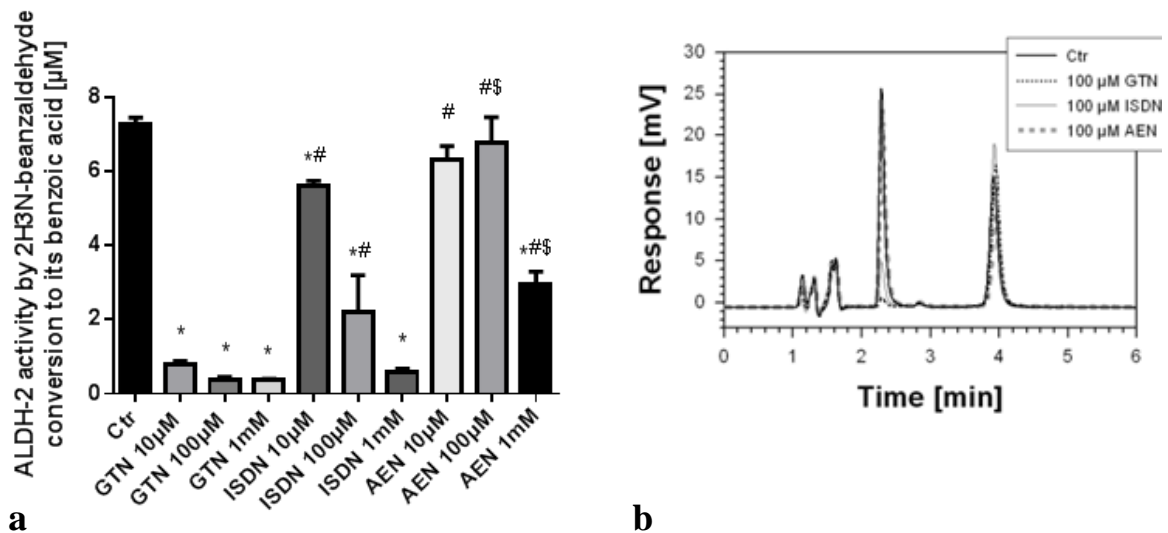 ALDH-2 activity by 2H3N-beanzaldehyde
conversion to its benzoic acid [µM]
8
6
4
2
0
*
*
*
*#
*#
*
#
#$
*#$
Ctr
GTN 10µM
GTN 100µM
GTN 1mM
ISDN 10µM
ISDN 100µM
ISDN 1mM
AEN 10µM
AEN 100µM
AEN 1mM
a
Response [mV]
30
25
20
15
10
5
0
0 1 2 3 4 5 6
Time [min]
Ctr
100 µM GTN
100 µM ISDN
100 µM AEN
b